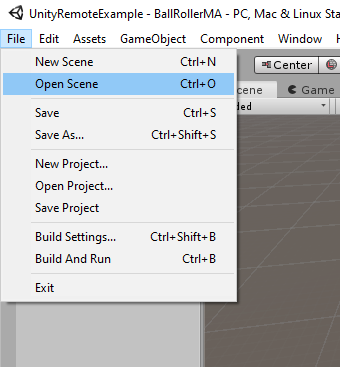 UnityRemoteExample - BallRollerMA - PC, Mac & Linux Sta
File Edit Assets GameObject Component Window
New Scene Ctrl+N
Center
Open Scene Ctrl+O
cene Game
Save Ctrl+S
ded
Save As... Ctrl+Shift+S
New Project...
Open Project...
Save Project
Build Settings... Ctrl+Shift+B
Build And Run Ctrl+B
Exit